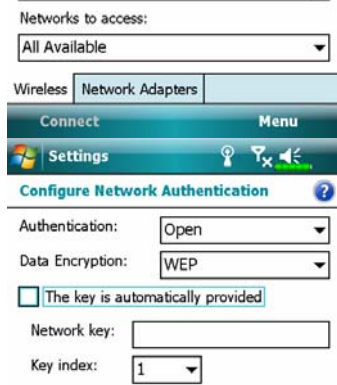 Networks to access:
All Available
Wireless Network Adapters
Connect Menu
Settings
Configure Network Authentication ?
Authentication: Open
Data Encryption: WEP
The key is automatically provided
Network key:
Key index: 1